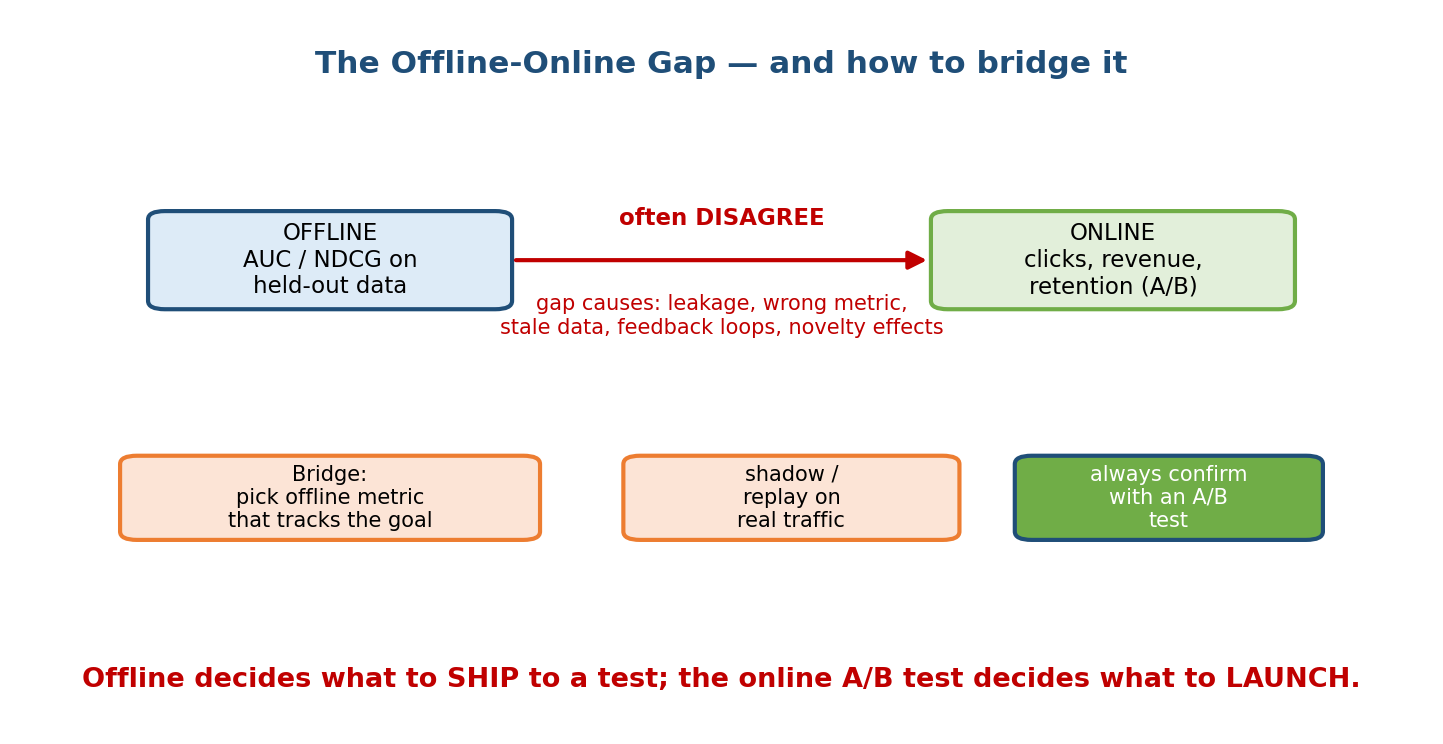 The Offline-Online Gap — and how to bridge it
OFFLINE
AUC / NDCG on
held-out data
often DISAGREE
gap causes: leakage, wrong metric,
stale data, feedback loops, novelty effects
ONLINE
clicks, revenue,
retention (A/B)
Bridge:
pick offline metric
that tracks the goal
shadow /
replay on
real traffic
always confirm
with an A/B
test
Offline decides what to SHIP to a test; the online A/B test decides what to LAUNCH.